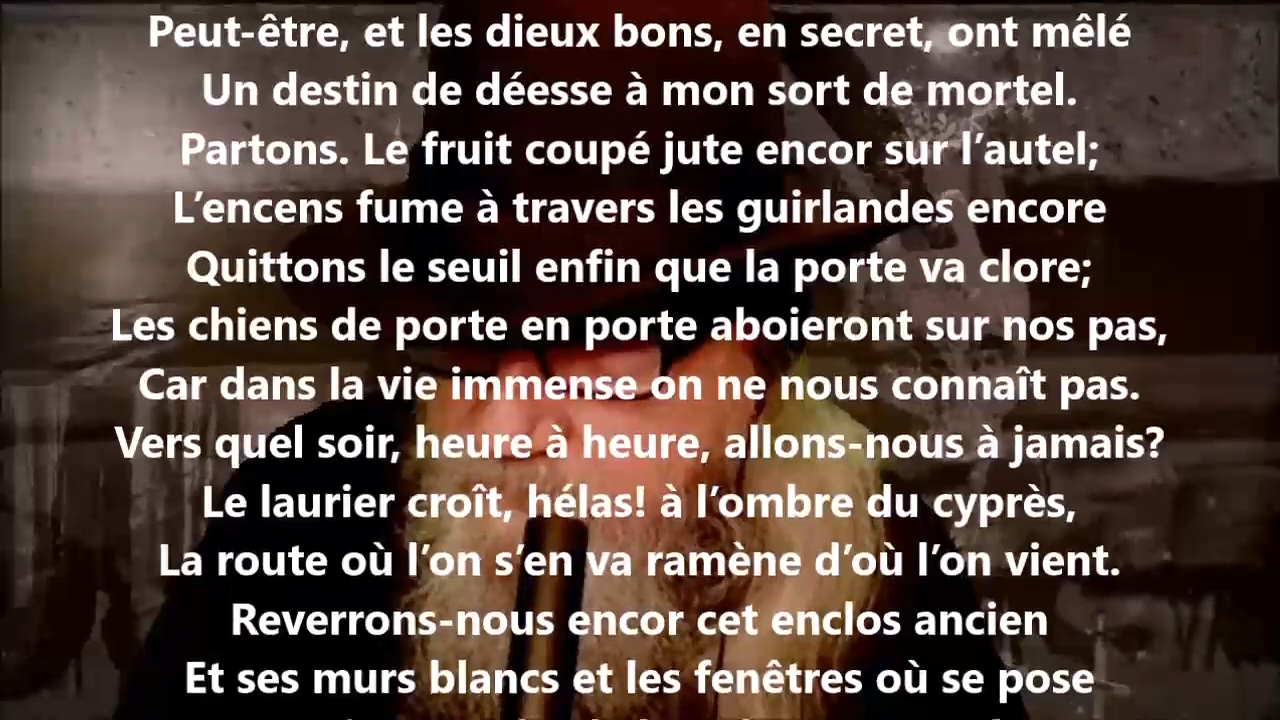 Peut-être, et les dieux bons, en secret, ont mêlé
Un destin de déesse à mon sort de mortel.
Partons. Le fruit coupé jute encor sur l’autel;
L’encens fume à travers les guirlandes encore
Quittons le seuil enfin que la porte va clore;
Les chiens de porte en porte aboieront sur nos pas,
Car dans la vie immense on ne nous connaît pas.
Vers quel soir, heure à heure, allons-nous à jamais?
Le laurier croît, hélas! à l’ombre du cyprès,
La route où l’on s’en va ramène d’où l’on vient.
Reverrons-nous encor cet enclos ancien
Et ses murs blancs et les fenêtres où se pose